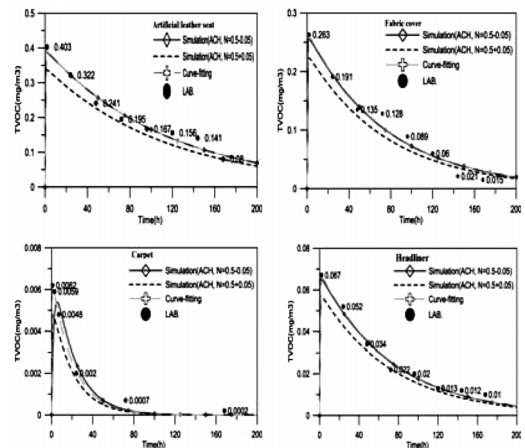 Artificial leather seat
Simulation(ACH, N=0.5-0.05)
Simulation(ACH, N=0.5+0.05)
Curve-fitting
LAB.
0.5
0.4
0.3
0.2
0.1
0
TVOC(mg/m3)
0.403
0.322
0.241
0.195
0.167
0.156
0.141
0.08
0 40 80 120 160 200
Time(h)
Fabric cover
Simulation(ACH, N=0.5-0.05)
Simulation(ACH, N=0.5+0.05)
Curve-fitting
LAB.
0.3
0.2
0.1
0
TVOC(mg/m3)
0.263
0.191
0.135
0.128
0.089
0.06
0.021
0.015
0 40 80 120 160 200
Time(h)
Carpet
Simulation(ACH, N=0.5-0.05)
Simulation(ACH, N=0.5+0.05)
Curve-fitting
LAB.
0.008
0.006
0.004
0.002
0
TVOC(mg/m3)
0.0062
0.0059
0.0048
0.002
0.0007
0.0002
0 40 80 120 160 200
Time(h)
Headliner
Simulation(ACH, N=0.5-0.05)
Simulation(ACH, N=0.5+0.05)
Curve-fitting
LAB.
0.08
0.06
0.04
0.02
0
TVOC(mg/m3)
0.067
0.052
0.034
0.022
0.02
0.013
0.012
0.01
0 40 80 120 160 200
Time(h)